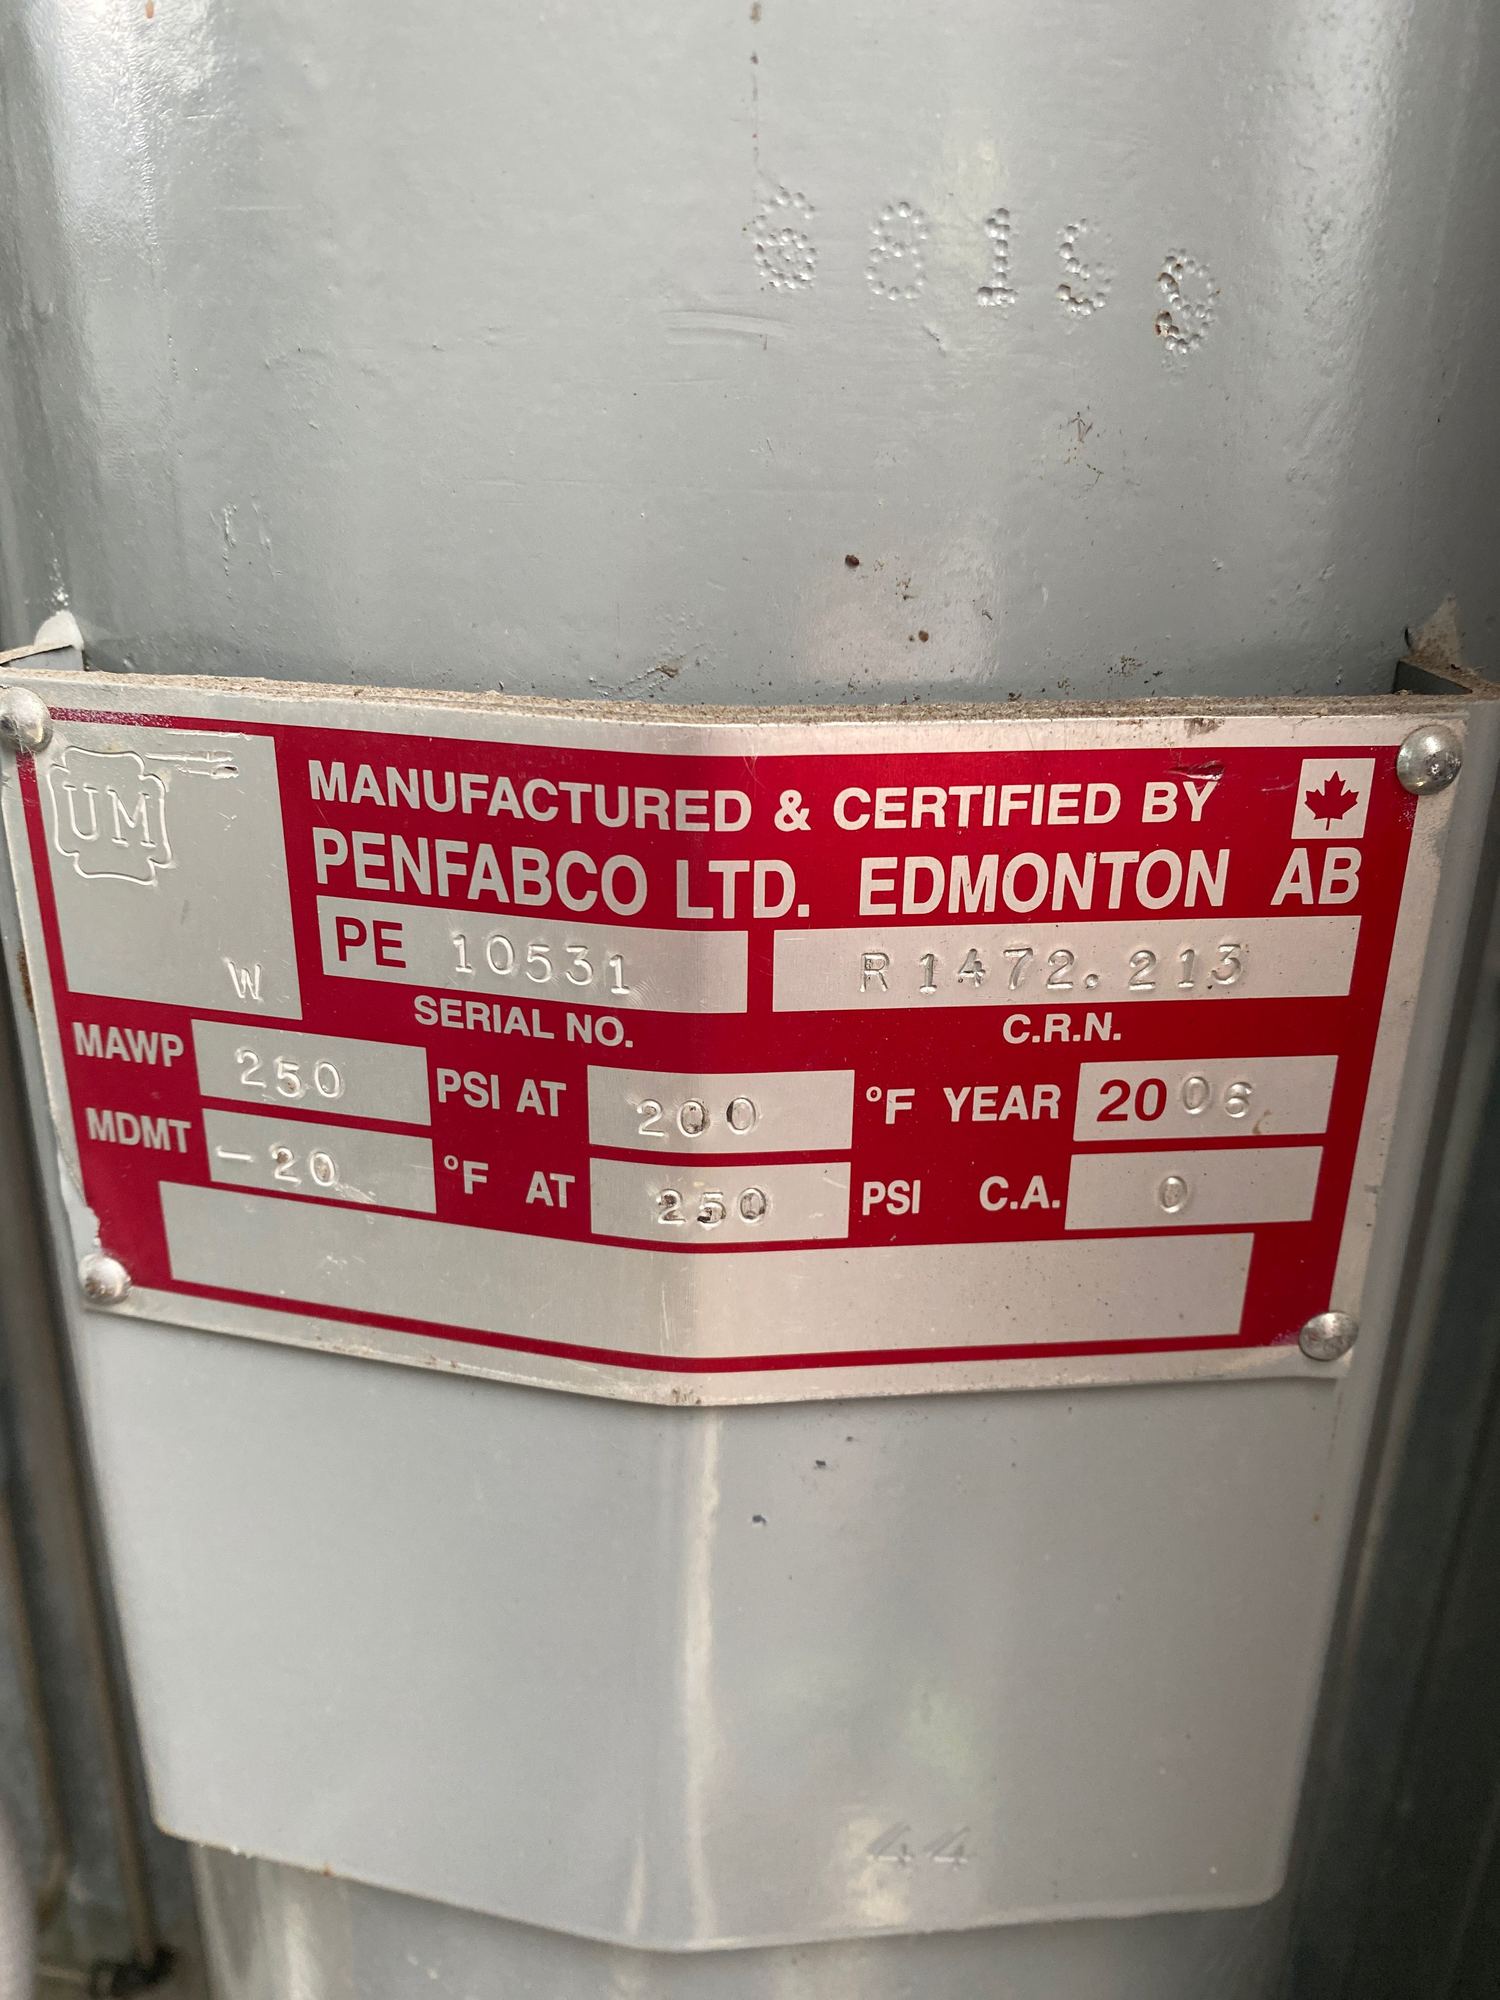 68159
UM
W
MANUFACTURED & CERTIFIED BY
PENFABCO LTD. EDMONTON AB
PE 10531 R1472.213
SERIAL NO. C.R.N.
MAWP 250 PSI AT 200 °F YEAR 2006
MDMT -20 °F AT 250 PSI C.A. 0
44